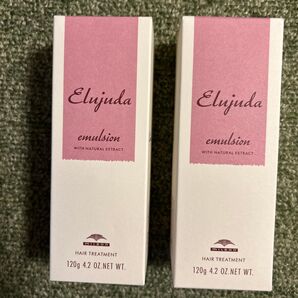 Elujuda
emulsion
WITH NATURAL EXTRACT
MILBON
HAIR TREATMENT
120g 4.2 OZ. NET WT.
Elujuda
emulsion
WITH NATURAL EXTRACT
MILBON
HAIR TREATMENT
120g 4.2 OZ. NET WT.